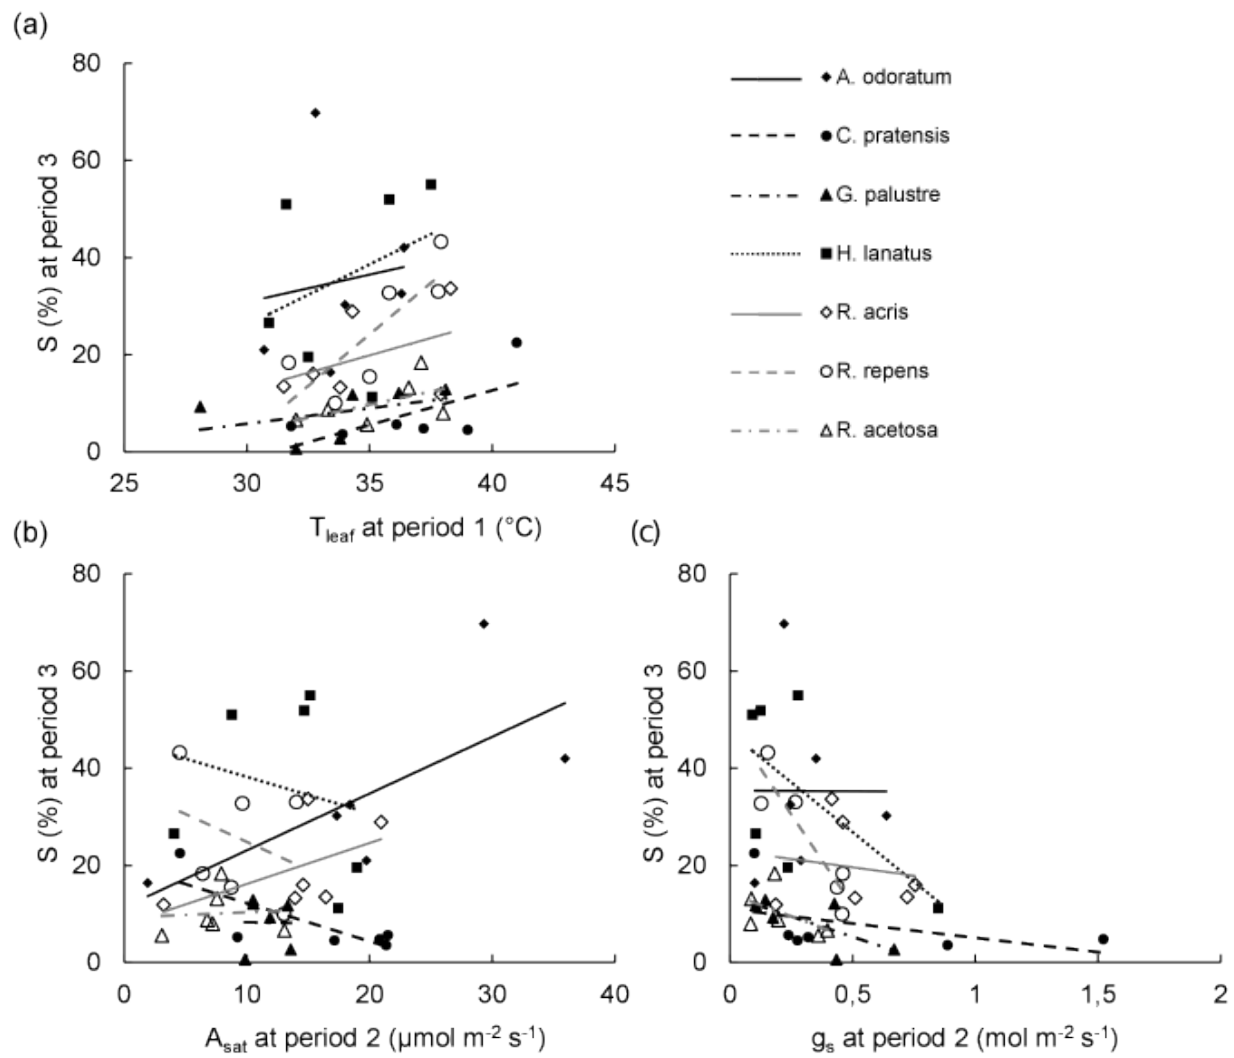 (a)
80
60
40
20
0
S (%) at period 3
25 30 35 40 45
T_leaf at period 1 (°C)
A. odoratum
C. pratensis
G. palustre
H. lanatus
R. acris
R. repens
R. acetosa
(b)
80
60
40
20
0
S (%) at period 3
0 10 20 30 40
A_sat at period 2 (µmol m⁻² s⁻¹)
(c)
80
60
40
20
0
S (%) at period 3
0 0,5 1 1,5 2
g_s at period 2 (mol m⁻² s⁻¹)